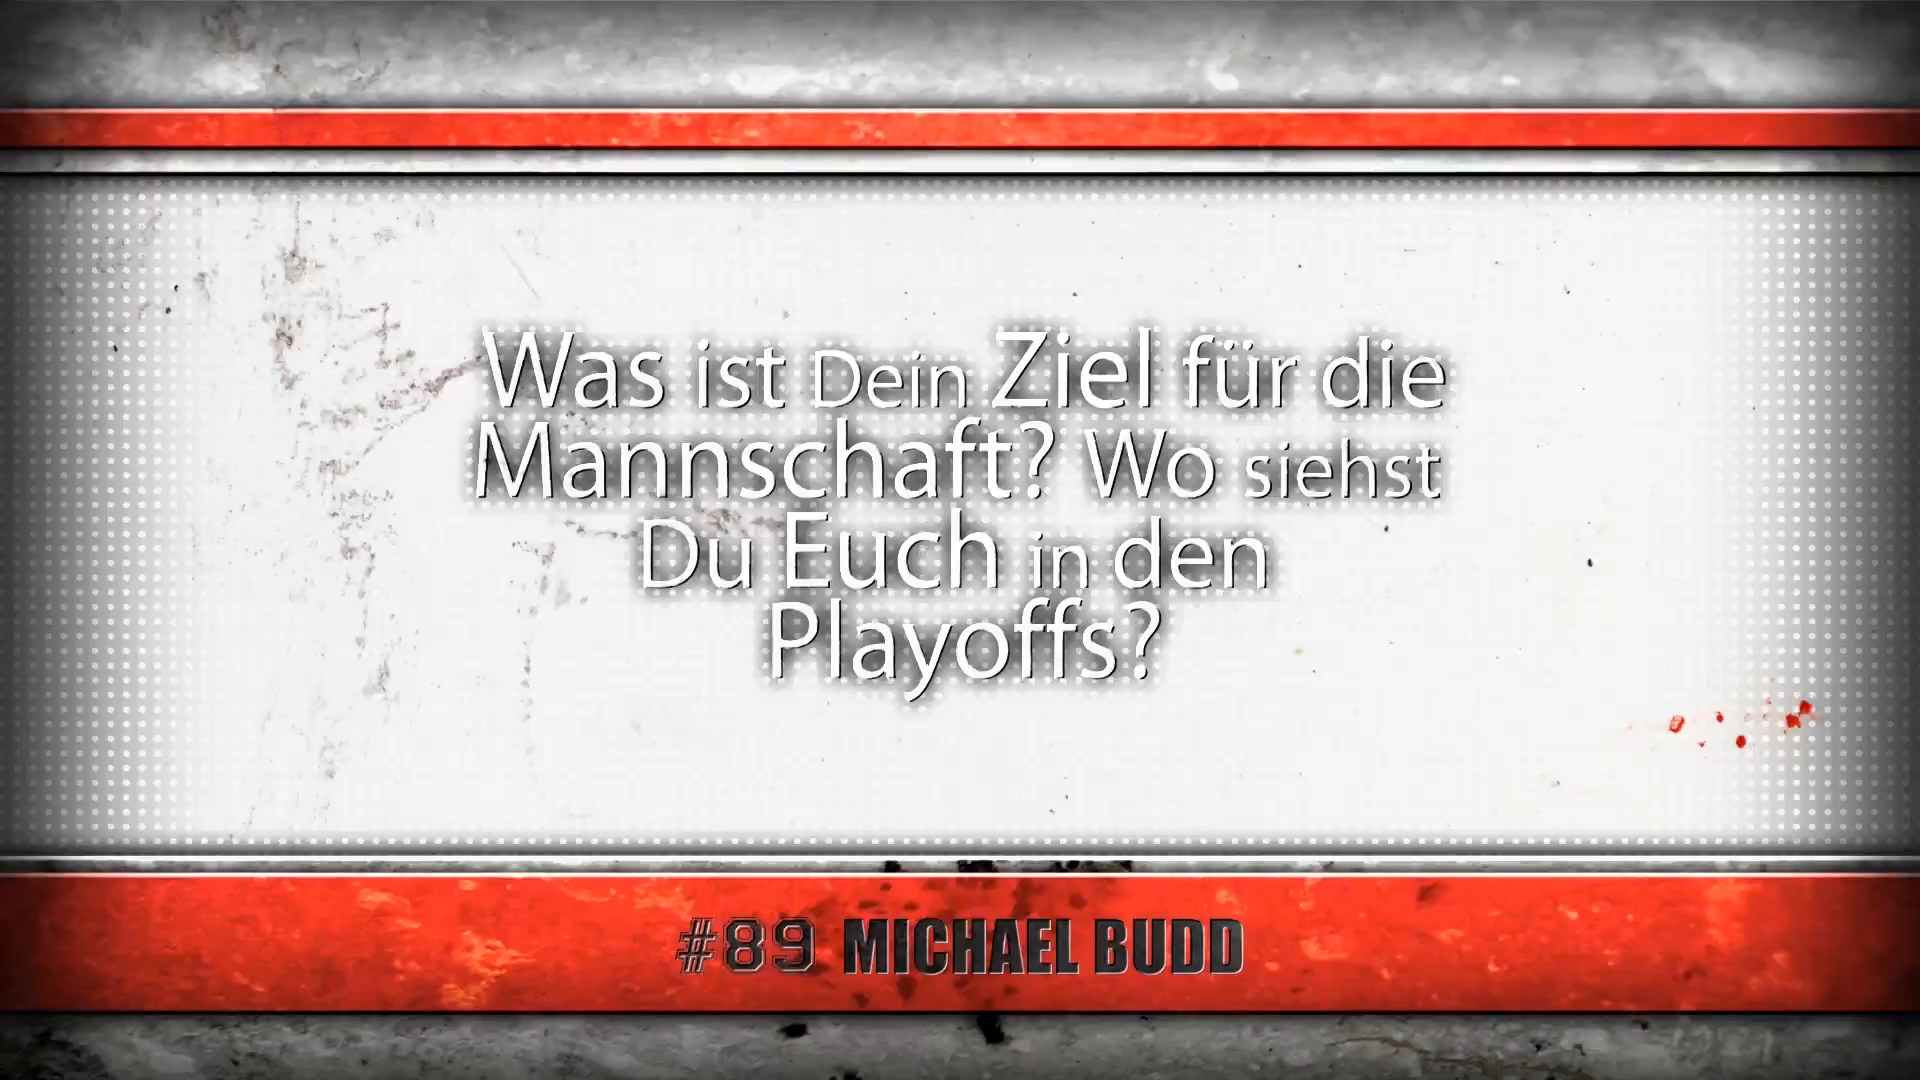 Was ist Dein Ziel für die
Mannschaft? Wo siehst
Du Euch in den
Playoffs?
#89 MICHAEL BUDD